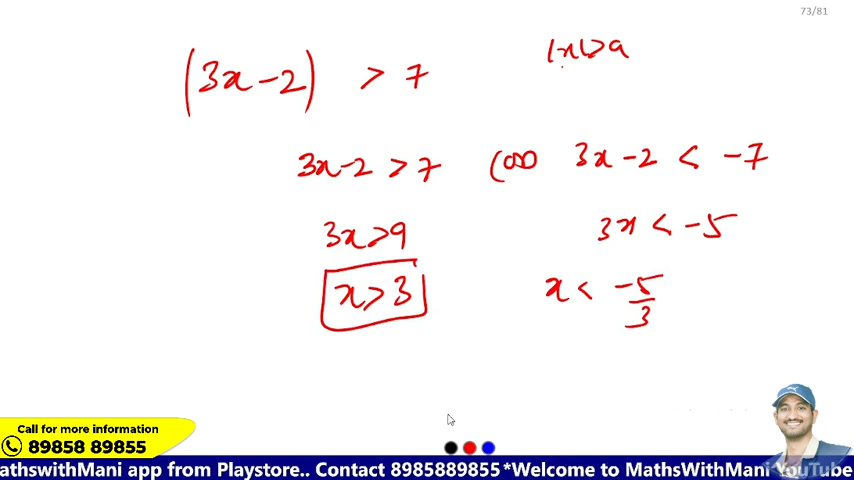 73/81
|x|>a
|3x-2| > 7
3x-2 > 7 (or) 3x-2 < -7
3x>9 3x < -5
x>3 x < -5/3
Call for more information
89858 89855
athswithMani app from Playstore.. Contact 8985889855*Welcome to MathsWithMani YouTube